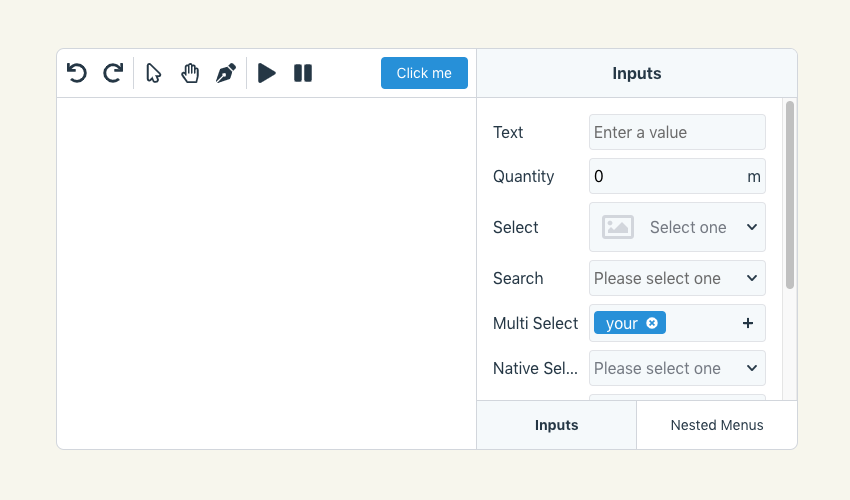 Click me
Inputs
Text
Enter a value
Quantity
0
m
Select
Select one
Search
Please select one
Multi Select
your
Native Sel...
Please select one
Inputs
Nested Menus